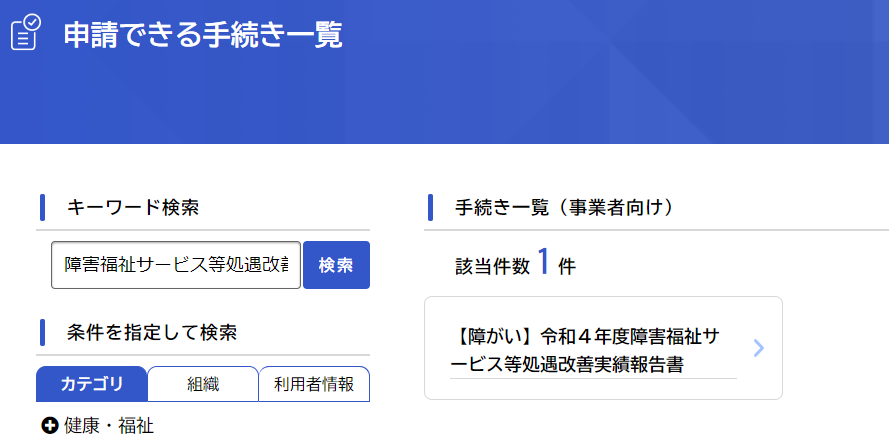 申請できる手続き一覧
キーワード検索
障害福祉サービス等処遇改善
検索
条件を指定して検索
カテゴリ
組織
利用者情報
健康・福祉
手続き一覧（事業者向け）
該当件数 1 件
【障がい】令和４年度障害福祉サ
ービス等処遇改善実績報告書